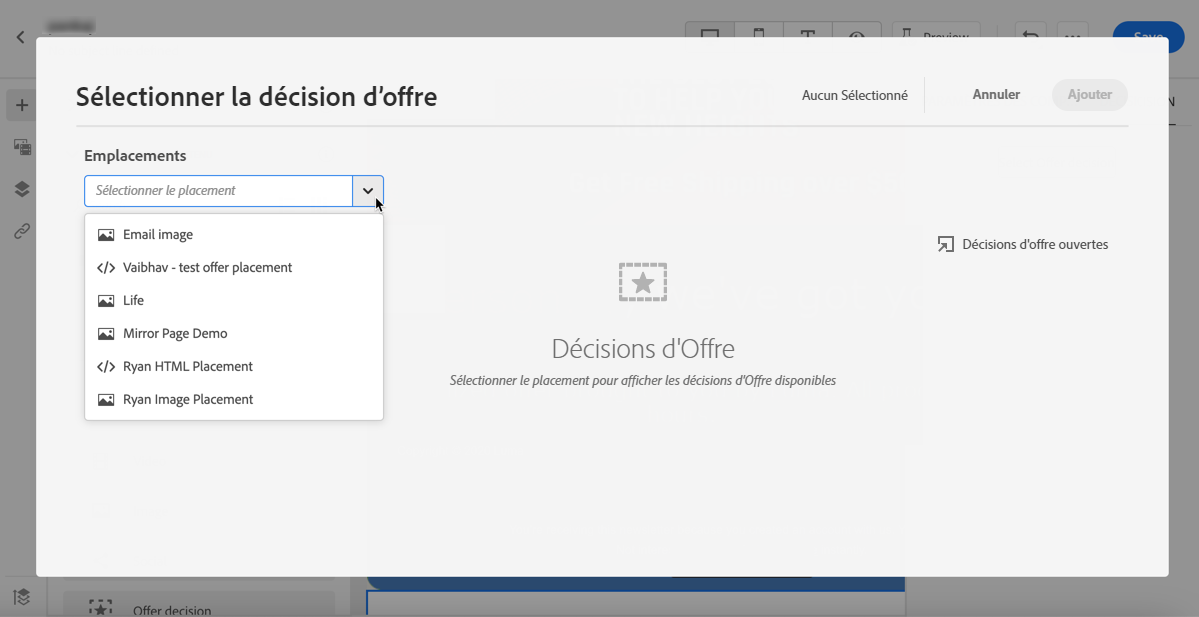 Preview
Save
Sélectionner la décision d'offre
Aucun Sélectionné
Annuler
Ajouter
N
Emplacements
Sélectionner le placement
Email image
Vaibhav - test offer placement
Life
Mirror Page Demo
Ryan HTML Placement
Ryan Image Placement
Décisions d'offre ouvertes
Décisions d'Offre
Sélectionner le placement pour afficher les décisions d'Offre disponibles
Offer decision